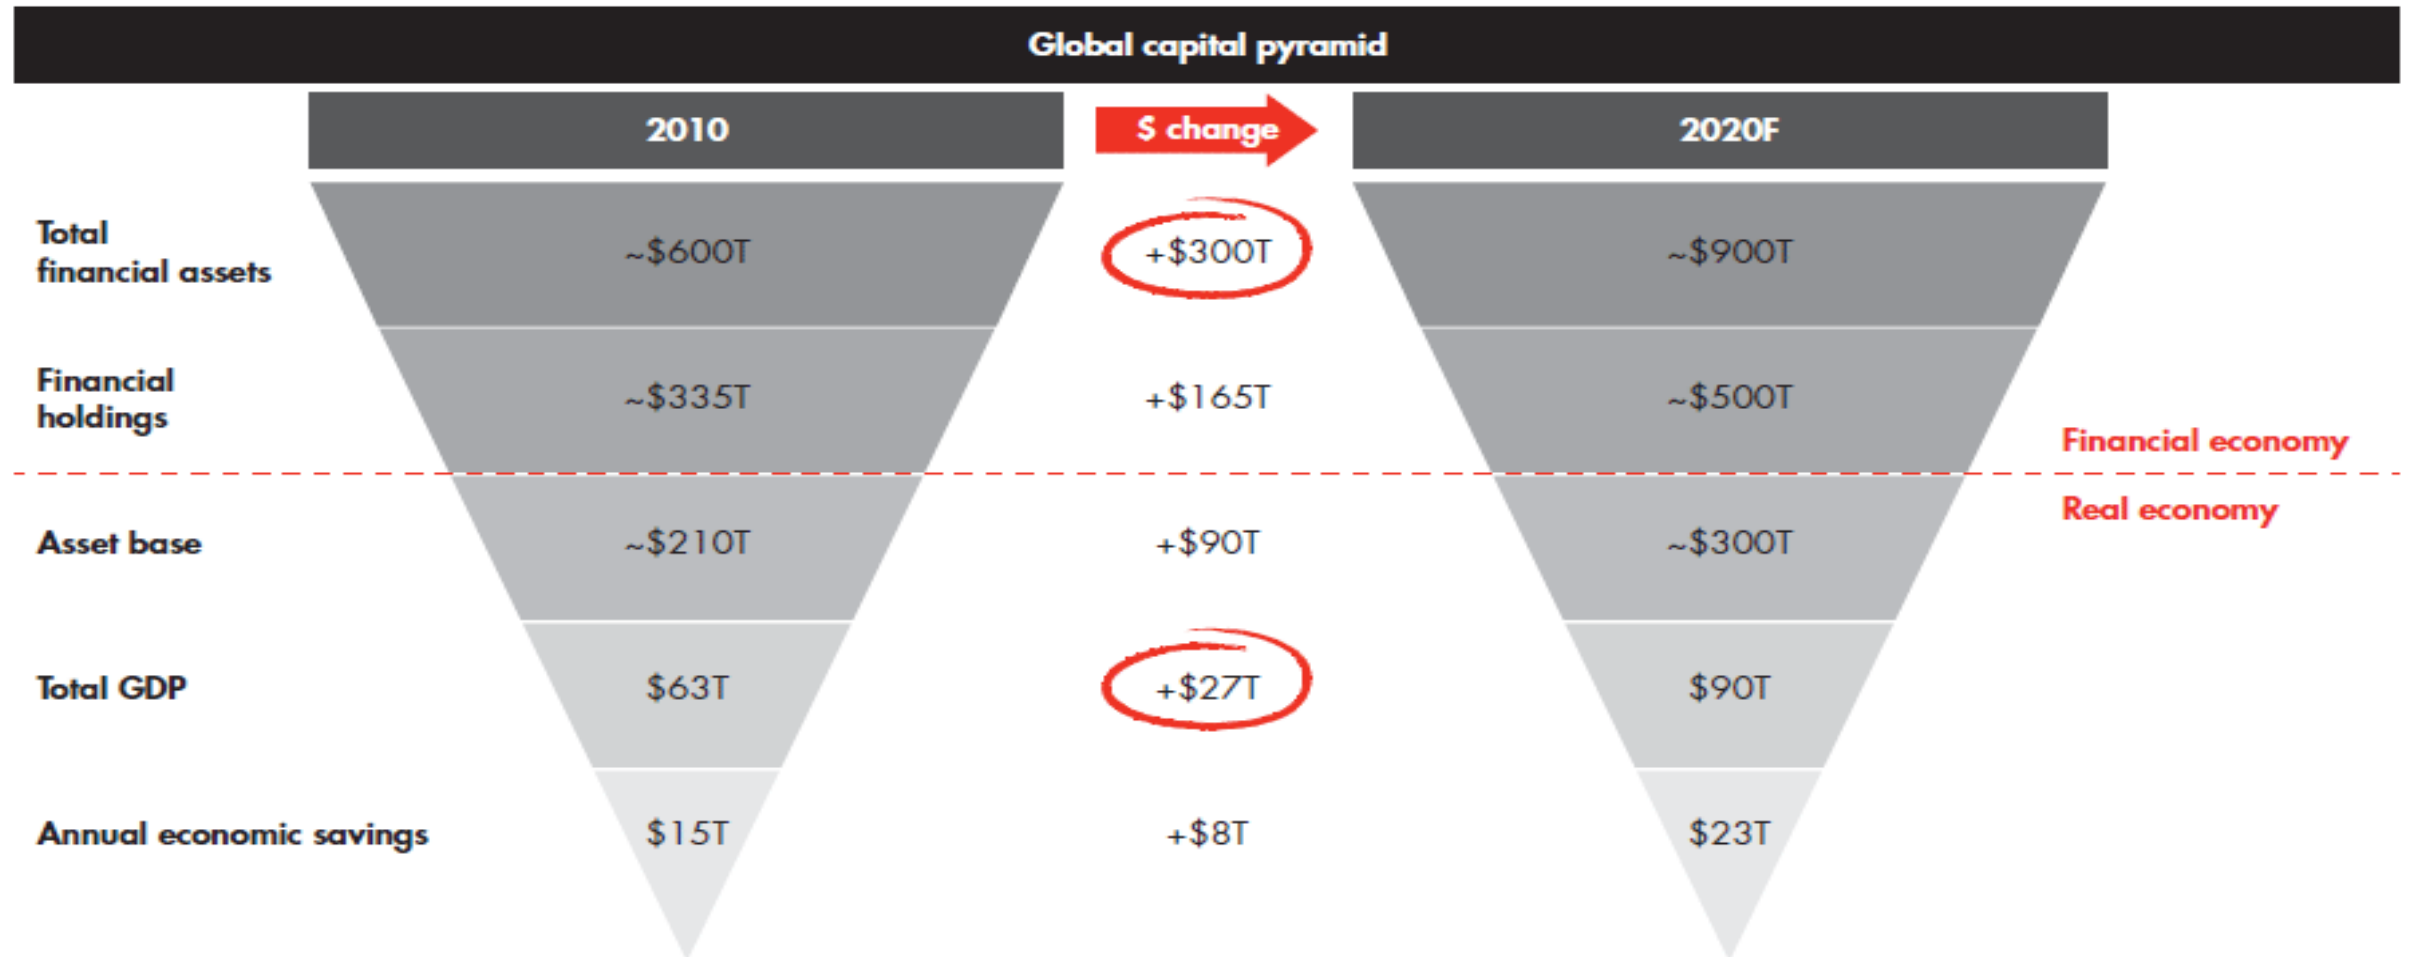 Global capital pyramid
2010
$ change
2020F
Total
financial assets
~$600T
+$300T
~$900T
Financial
holdings
~$335T
+$165T
~$500T
Financial economy
Real economy
Asset base
~$210T
+$90T
~$300T
Total GDP
$63T
+$27T
$90T
Annual economic savings
$15T
+$8T
$23T